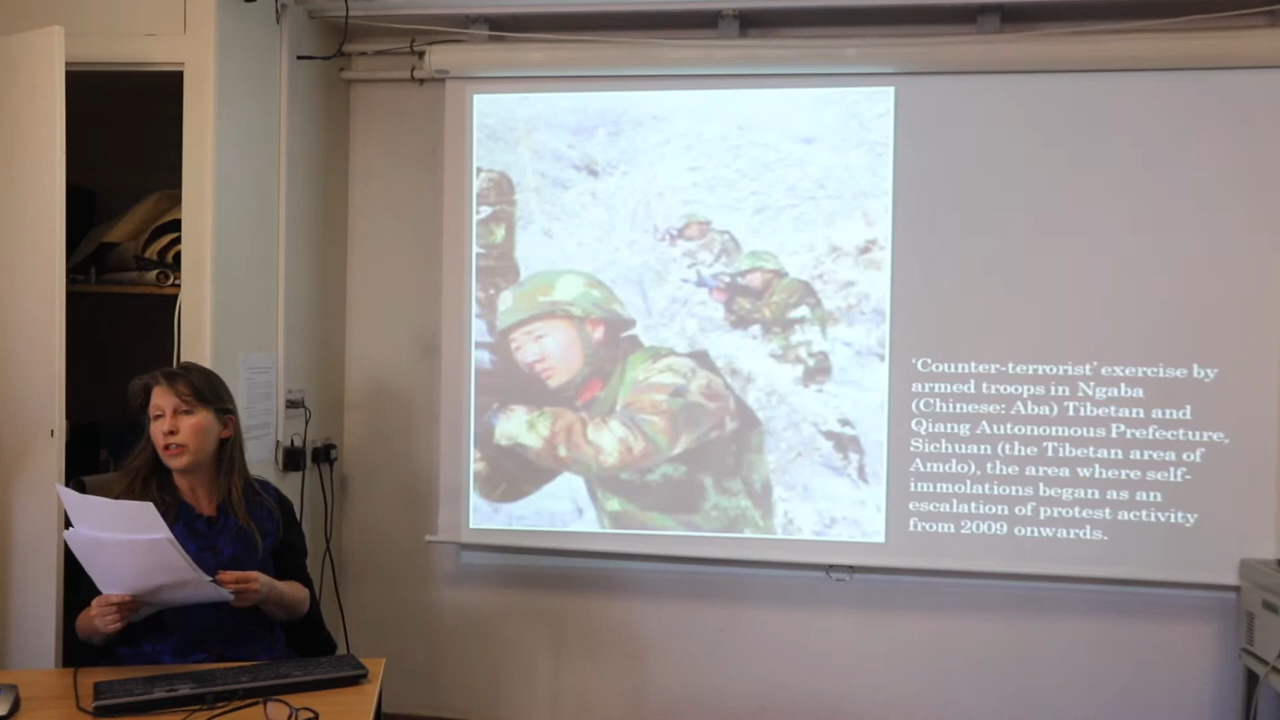 ‘Counter-terrorist’ exercise by
armed troops in Ngaba
(Chinese: Aba) Tibetan and
Qiang Autonomous Prefecture,
Sichuan (the Tibetan area of
Amdo), the area where self-
immolations began as an
escalation of protest activity
from 2009 onwards.